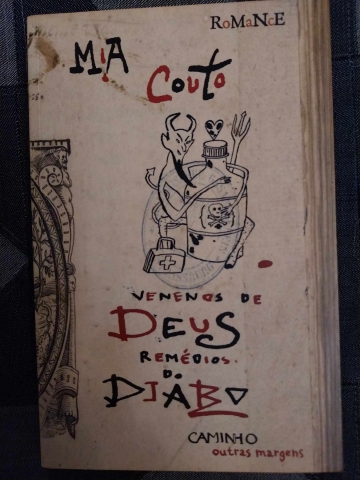 RoMaNcE
MiA
Couto
VENENOS DE
DEUS
REMÉDIOS
DO
DIABO
CAMINHO
outras margens